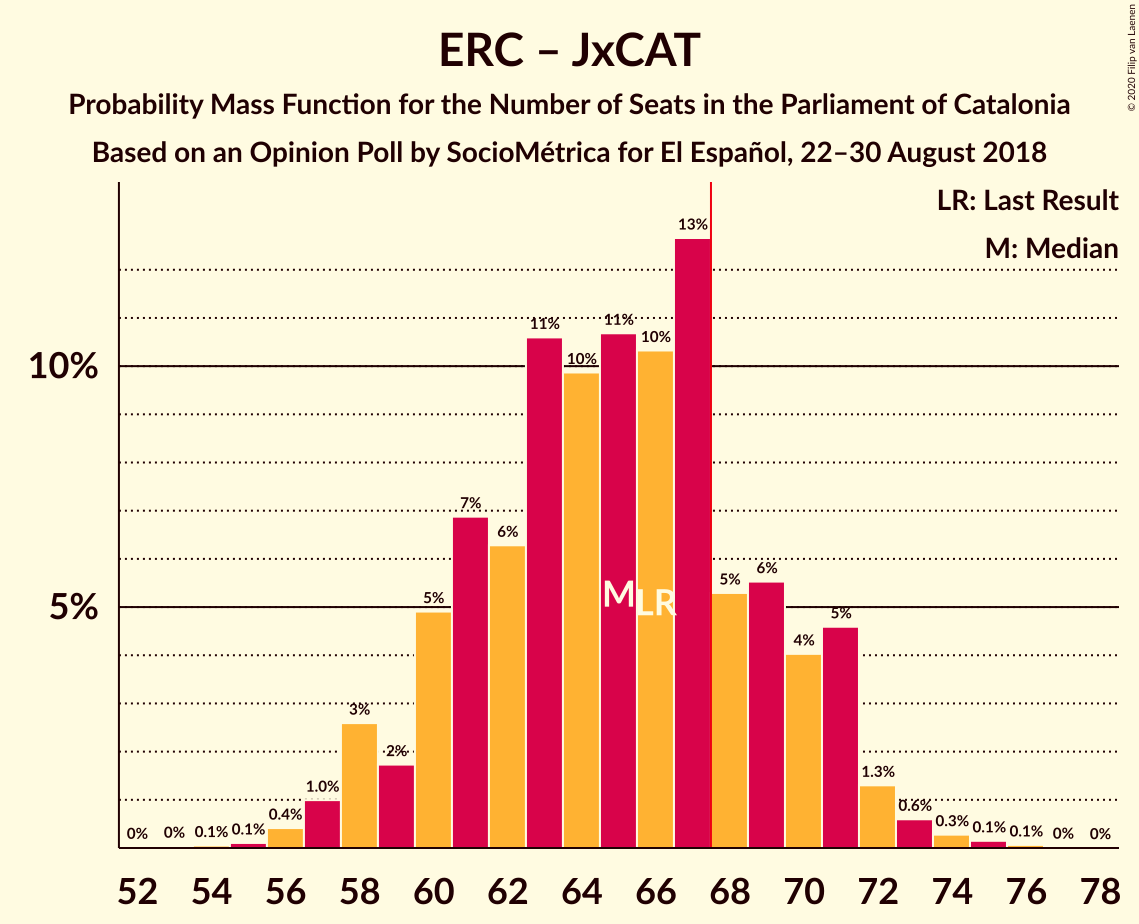 ERC – JxCAT
Probability Mass Function for the Number of Seats in the Parliament of Catalonia
Based on an Opinion Poll by SocioMétrica for El Español, 22–30 August 2018
© 2020 Filip van Laenen
LR: Last Result
M: Median
10%
5%
0% 0% 0.1% 0.1% 0.4% 1.0% 3% 2% 5% 7% 6% 11% 10% 11% 10% 13% 5% 6% 4% 5% 1.3% 0.6% 0.3% 0.1% 0.1% 0% 0%
M LR
52 54 56 58 60 62 64 66 68 70 72 74 76 78